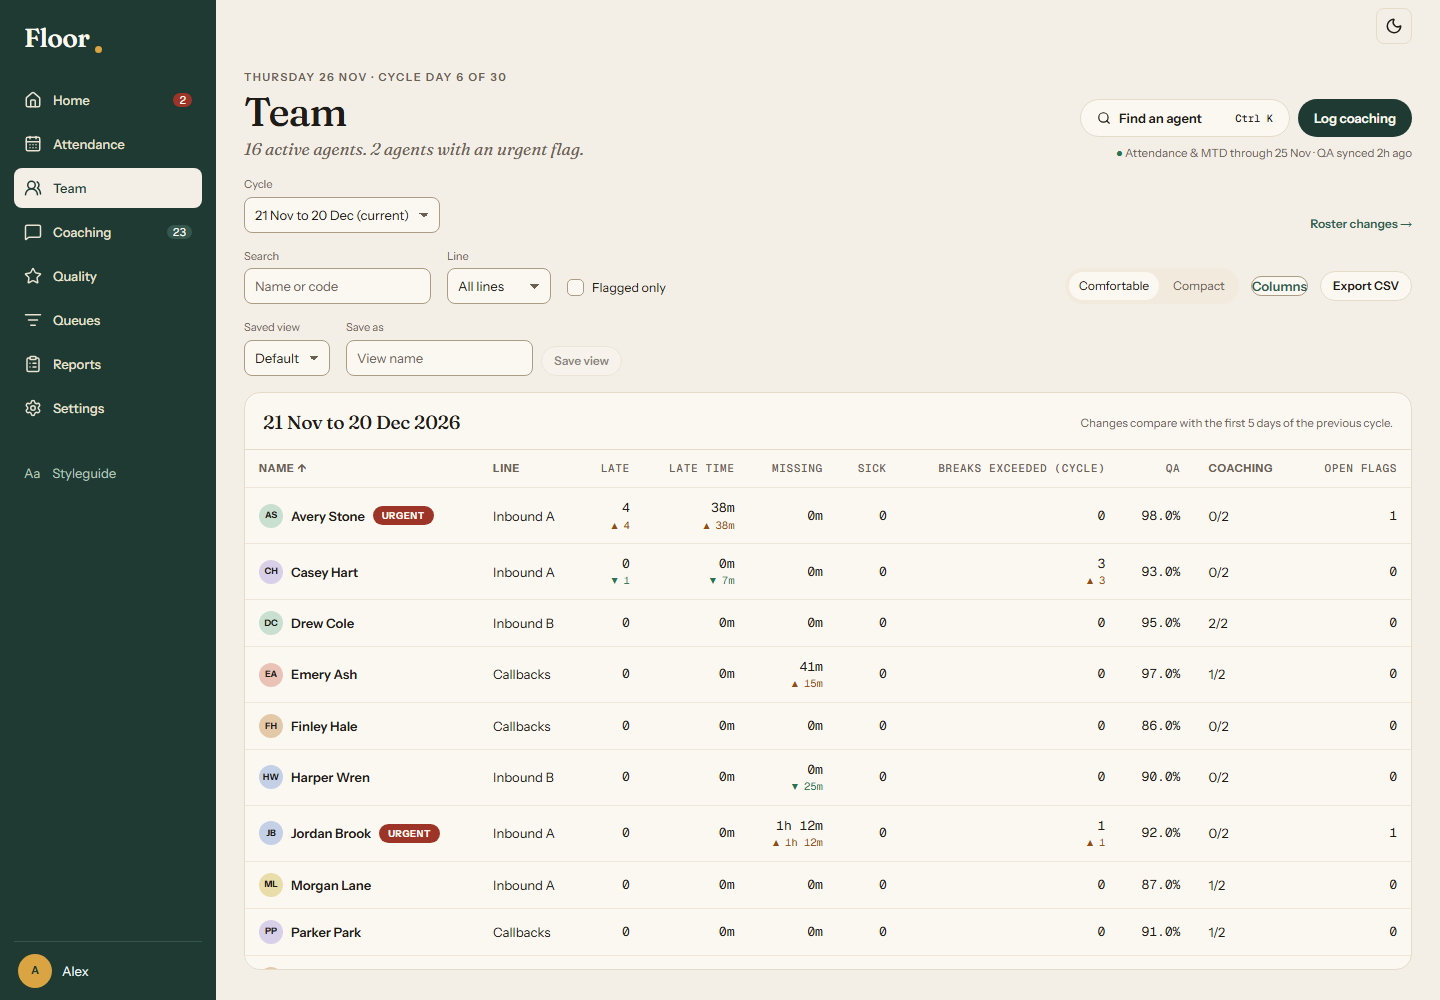 Floor.
Home 2
Attendance
Team
Coaching 23
Quality
Queues
Reports
Settings
Aa Styleguide
A Alex
THURSDAY 26 NOV · CYCLE DAY 6 OF 30
Team
16 active agents. 2 agents with an urgent flag.
Find an agent Ctrl K
Log coaching
Attendance & MTD through 25 Nov · QA synced 2h ago
Cycle
21 Nov to 20 Dec (current)
Roster changes →
Search
Name or code
Line
All lines
Flagged only
Comfortable Compact Columns Export CSV
Saved view
Default
Save as
View name
Save view
21 Nov to 20 Dec 2026
Changes compare with the first 5 days of the previous cycle.
NAME ↑ LINE LATE LATE TIME MISSING SICK BREAKS EXCEEDED (CYCLE) QA COACHING OPEN FLAGS
AS Avery Stone URGENT Inbound A 4 38m 0m 0 0 98.0% 0/2 1
▲ 4 ▲ 38m
CH Casey Hart Inbound A 0 0m 0m 0 3 93.0% 0/2 0
▼ 1 ▼ 7m ▲ 3
DC Drew Cole Inbound B 0 0m 0m 0 0 95.0% 2/2 0
EA Emery Ash Callbacks 0 0m 41m 0 0 97.0% 1/2 0
▲ 15m
FH Finley Hale Callbacks 0 0m 0m 0 0 86.0% 0/2 0
HW Harper Wren Inbound B 0 0m 0m 0 0 90.0% 0/2 0
▼ 25m
JB Jordan Brook URGENT Inbound A 0 0m 1h 12m 0 1 92.0% 0/2 1
▲ 1h 12m ▲ 1
ML Morgan Lane Inbound A 0 0m 0m 0 0 87.0% 1/2 0
PP Parker Park Callbacks 0 0m 0m 0 0 91.0% 1/2 0